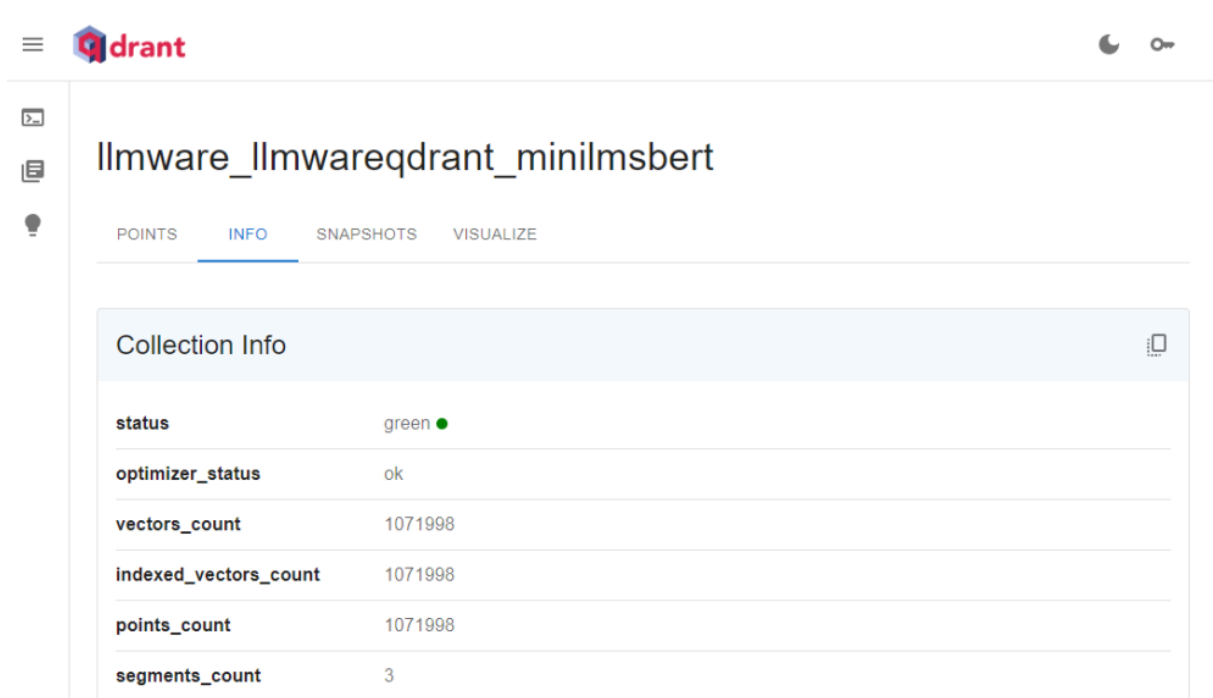 qdrant
llmware_llmwareqdrant_minilmsbert
POINTS INFO SNAPSHOTS VISUALIZE
Collection Info
status green
optimizer_status ok
vectors_count 1071998
indexed_vectors_count 1071998
points_count 1071998
segments_count 3